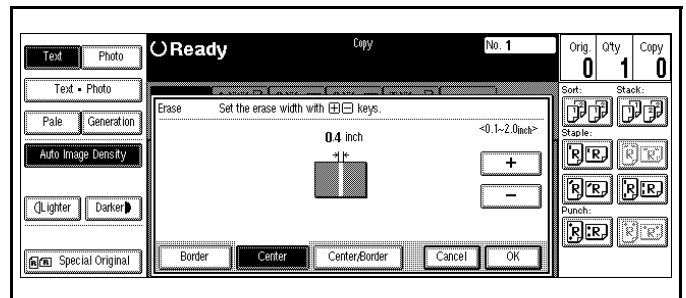 Text
Photo
Text • Photo
Pale
Generation
Auto Image Density
Lighter
Darker
Special Original
Ready
Copy
No. 1
Erase
Set the erase width with + − keys.
0.4 inch
<0.1~2.0inch>
+
−
Border
Center
Center/Border
Cancel
OK
Orig.
Q'ty
Copy
0
1
0
Sort:
Stack:
Staple:
Punch: